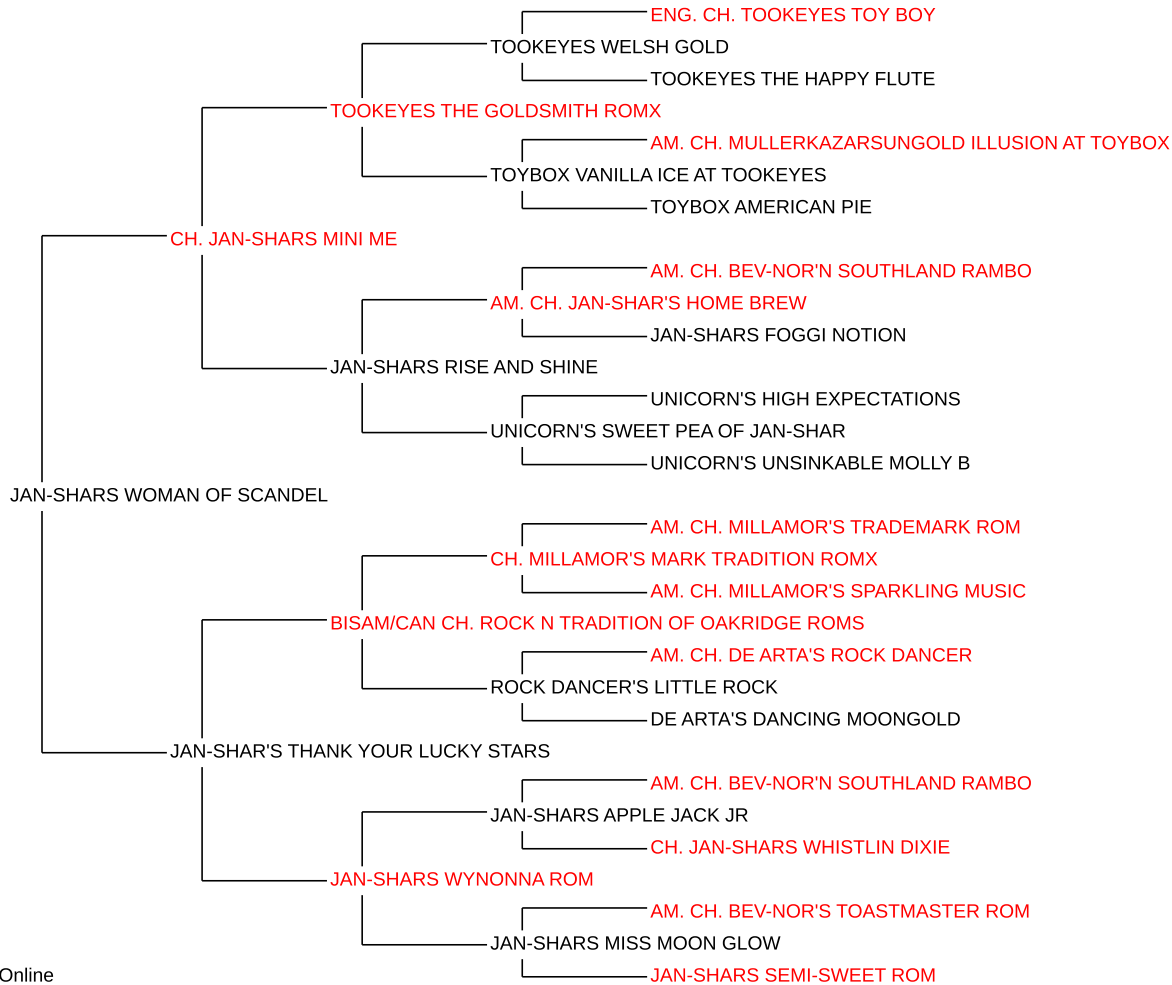 ENG. CH. TOOKEYES TOY BOY
TOOKEYES WELSH GOLD
TOOKEYES THE HAPPY FLUTE
TOOKEYES THE GOLDSMITH ROMX
AM. CH. MULLERKAZARSUNGOLD ILLUSION AT TOYBOX
TOYBOX VANILLA ICE AT TOOKEYES
TOYBOX AMERICAN PIE
CH. JAN-SHARS MINI ME
AM. CH. BEV-NOR'N SOUTHLAND RAMBO
AM. CH. JAN-SHAR'S HOME BREW
JAN-SHARS FOGGI NOTION
JAN-SHARS RISE AND SHINE
UNICORN'S HIGH EXPECTATIONS
UNICORN'S SWEET PEA OF JAN-SHAR
UNICORN'S UNSINKABLE MOLLY B
JAN-SHARS WOMAN OF SCANDEL
AM. CH. MILLAMOR'S TRADEMARK ROM
CH. MILLAMOR'S MARK TRADITION ROMX
AM. CH. MILLAMOR'S SPARKLING MUSIC
BISAM/CAN CH. ROCK N TRADITION OF OAKRIDGE ROMS
AM. CH. DE ARTA'S ROCK DANCER
ROCK DANCER'S LITTLE ROCK
DE ARTA'S DANCING MOONGOLD
JAN-SHAR'S THANK YOUR LUCKY STARS
AM. CH. BEV-NOR'N SOUTHLAND RAMBO
JAN-SHARS APPLE JACK JR
CH. JAN-SHARS WHISTLIN DIXIE
JAN-SHARS WYNONNA ROM
AM. CH. BEV-NOR'S TOASTMASTER ROM
JAN-SHARS MISS MOON GLOW
JAN-SHARS SEMI-SWEET ROM
Online